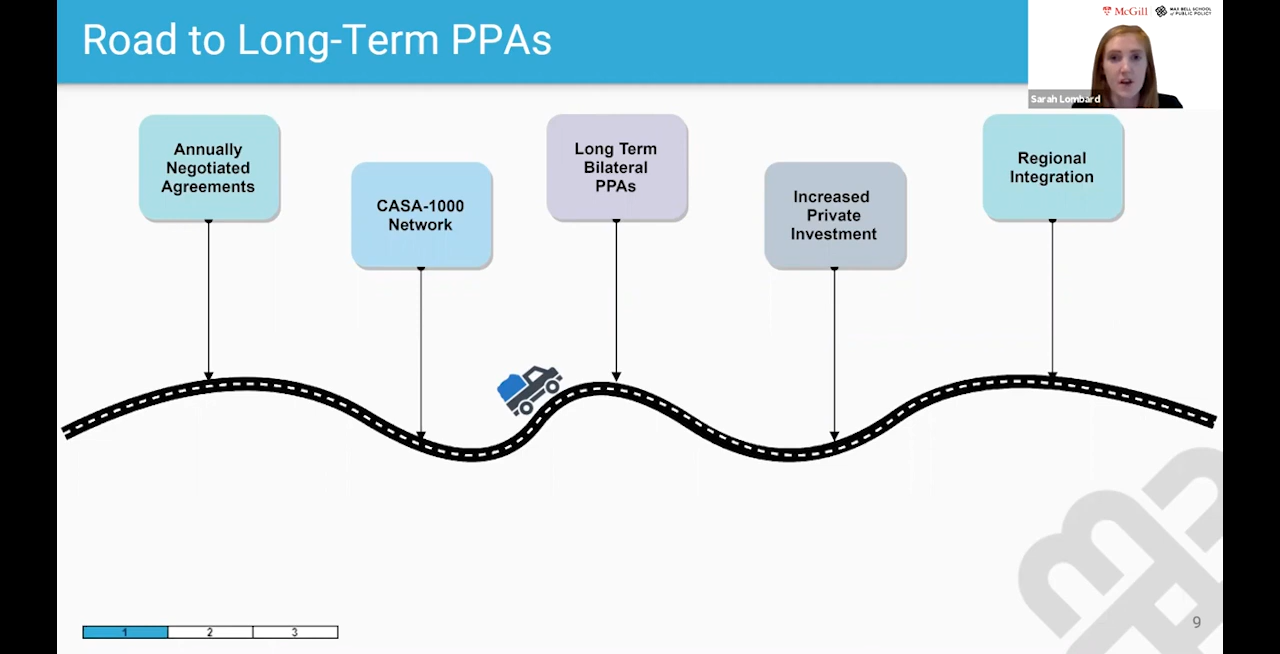 Road to Long-Term PPAs
McGill
MAX BELL SCHOOL
of PUBLIC POLICY
Sarah Lombard
Annually
Negotiated
Agreements
CASA-1000
Network
Long Term
Bilateral
PPAs
Increased
Private
Investment
Regional
Integration
1 2 3
9